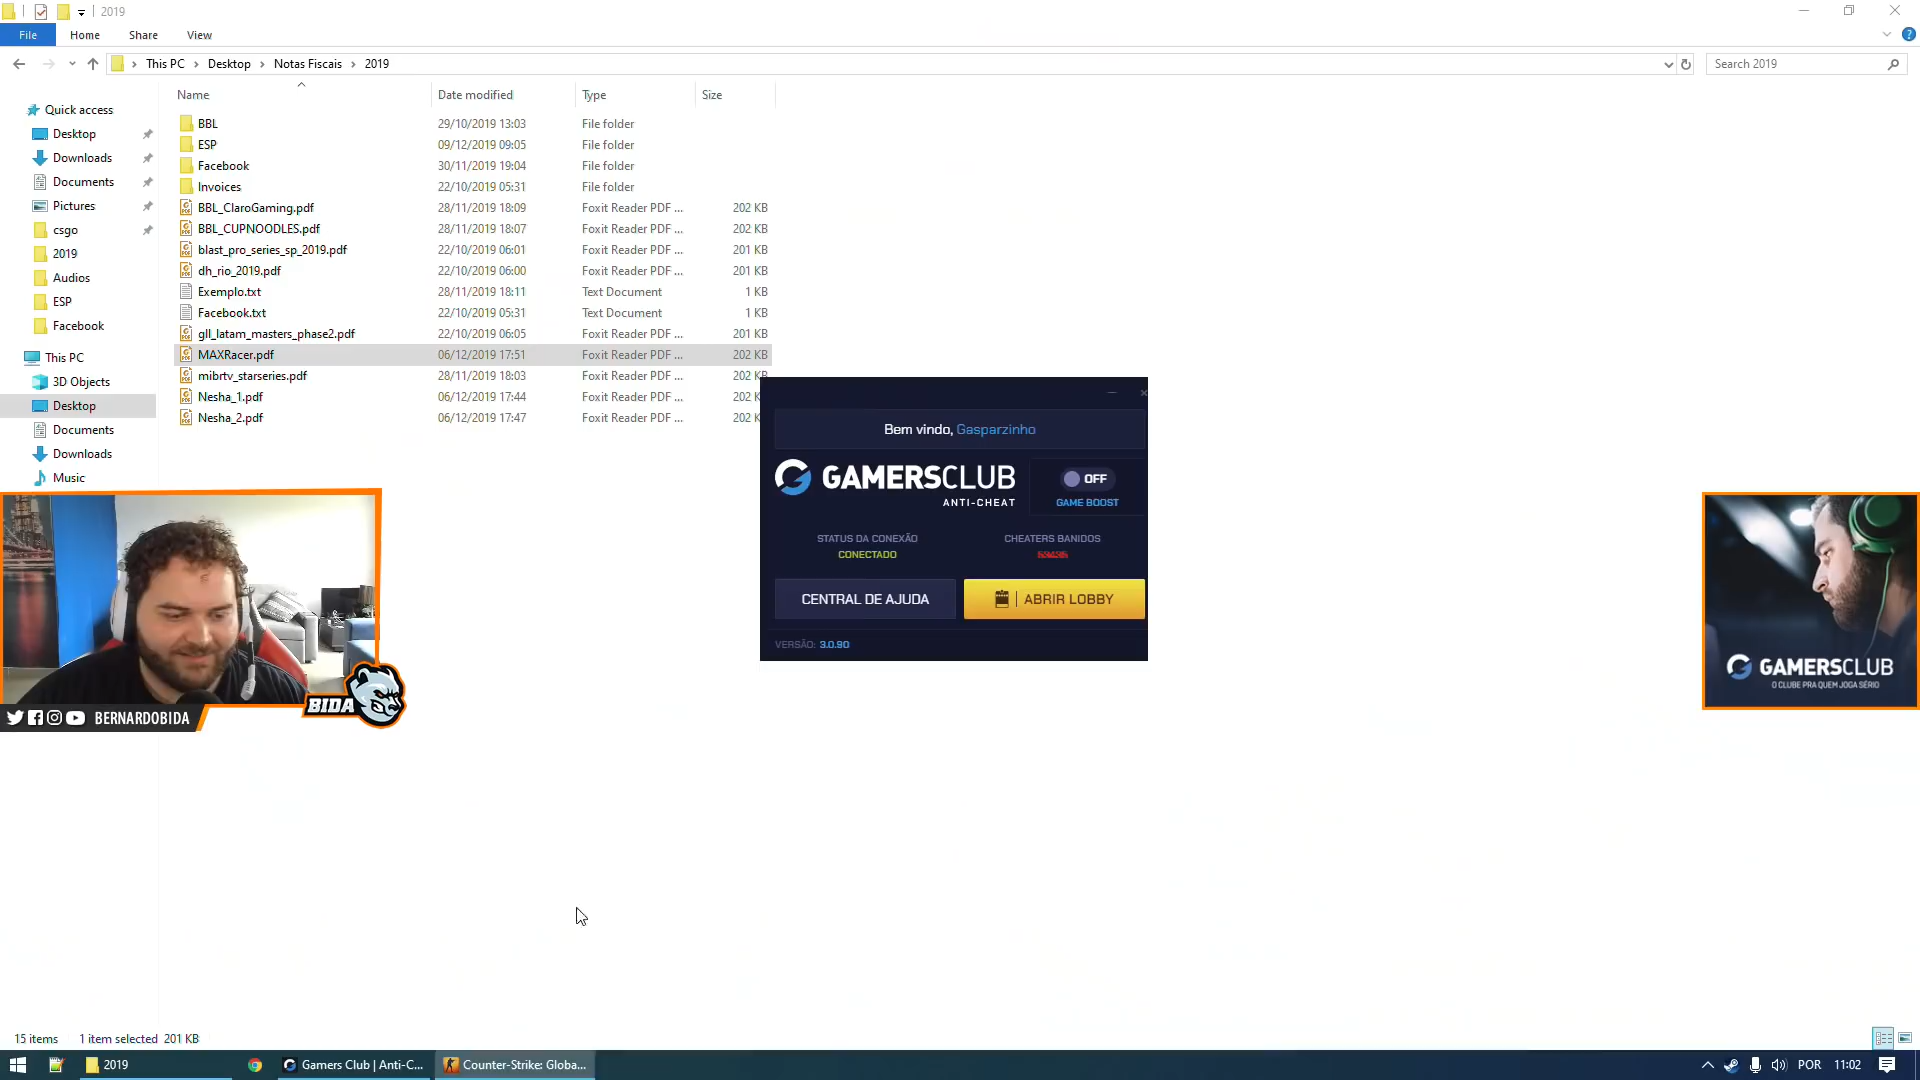 2019
File Home Share View
This PC Desktop Notas Fiscais 2019
Search 2019
Name Date modified Type Size
Quick access
Desktop
Downloads
Documents
Pictures
csgo
2019
Audios
ESP
Facebook
This PC
3D Objects
Desktop
Documents
Downloads
Music
BBL 29/10/2019 13:03 File folder
ESP 09/12/2019 09:05 File folder
Facebook 30/11/2019 19:04 File folder
Invoices 22/10/2019 05:31 File folder
BBL_ClaroGaming.pdf 28/11/2019 18:09 Foxit Reader PDF ... 202 KB
BBL_CUPNOODLES.pdf 28/11/2019 18:07 Foxit Reader PDF ... 202 KB
blast_pro_series_sp_2019.pdf 22/10/2019 06:01 Foxit Reader PDF ... 201 KB
dh_rio_2019.pdf 22/10/2019 06:00 Foxit Reader PDF ... 201 KB
Exemplo.txt 28/11/2019 18:11 Text Document 1 KB
Facebook.txt 22/10/2019 05:31 Text Document 1 KB
gll_latam_masters_phase2.pdf 22/10/2019 06:05 Foxit Reader PDF ... 201 KB
MAXRacer.pdf 06/12/2019 17:51 Foxit Reader PDF ... 202 KB
mibrtv_starseries.pdf 28/11/2019 18:03 Foxit Reader PDF ... 202 KB
Nesha_1.pdf 06/12/2019 17:44 Foxit Reader PDF ... 202 K
Nesha_2.pdf 06/12/2019 17:47 Foxit Reader PDF ... 202 K
Bem vindo, Gasparzinho
GAMERSCLUB
ANTI-CHEAT
OFF
GAME BOOST
STATUS DA CONEXÃO
CONECTADO
CHEATERS BANIDOS
CENTRAL DE AJUDA
ABRIR LOBBY
VERSÃO: 3.0.90
BIDA
BERNARDOBIDA
GAMERSCLUB
O CLUBE PRA QUEM JOGA SÉRIO
15 items 1 item selected 201 KB
2019
Gamers Club | Anti-C...
Counter-Strike: Globa...
POR 11:02